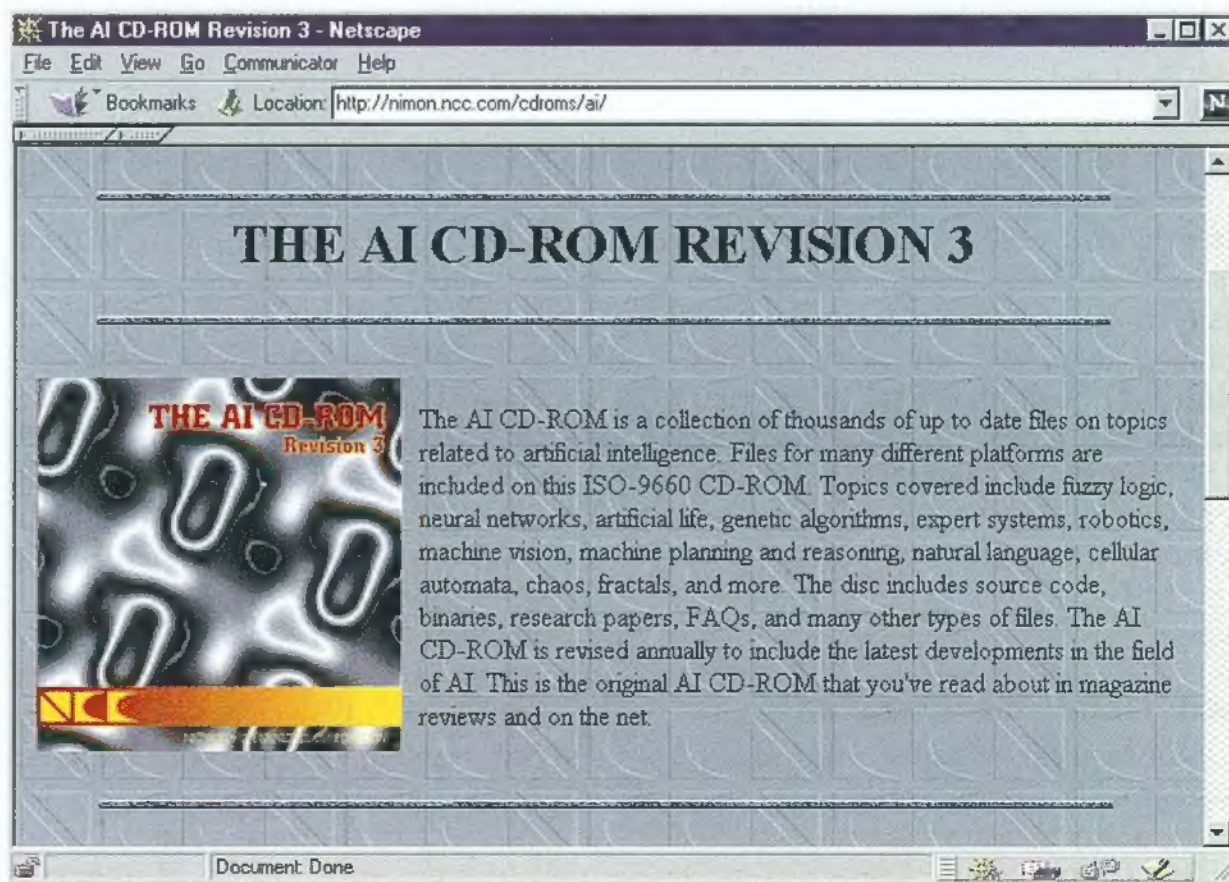 The AI CD-ROM Revision 3 - Netscape
File Edit View Go Communicator Help
Bookmarks Location: http://nimon.ncc.com/cdroms/ai/
N
THE AI CD-ROM REVISION 3
THE AI CD-ROM
Revision 3
The AI CD-ROM is a collection of thousands of up to date files on topics
related to artificial intelligence. Files for many different platforms are
included on this ISO-9660 CD-ROM. Topics covered include fuzzy logic,
neural networks, artificial life, genetic algorithms, expert systems, robotics,
machine vision, machine planning and reasoning, natural language, cellular
automata, chaos, fractals, and more. The disc includes source code,
binaries, research papers, FAQs, and many other types of files. The AI
CD-ROM is revised annually to include the latest developments in the field
of AI. This is the original AI CD-ROM that you've read about in magazine
reviews and on the net.
NCC
Document: Done